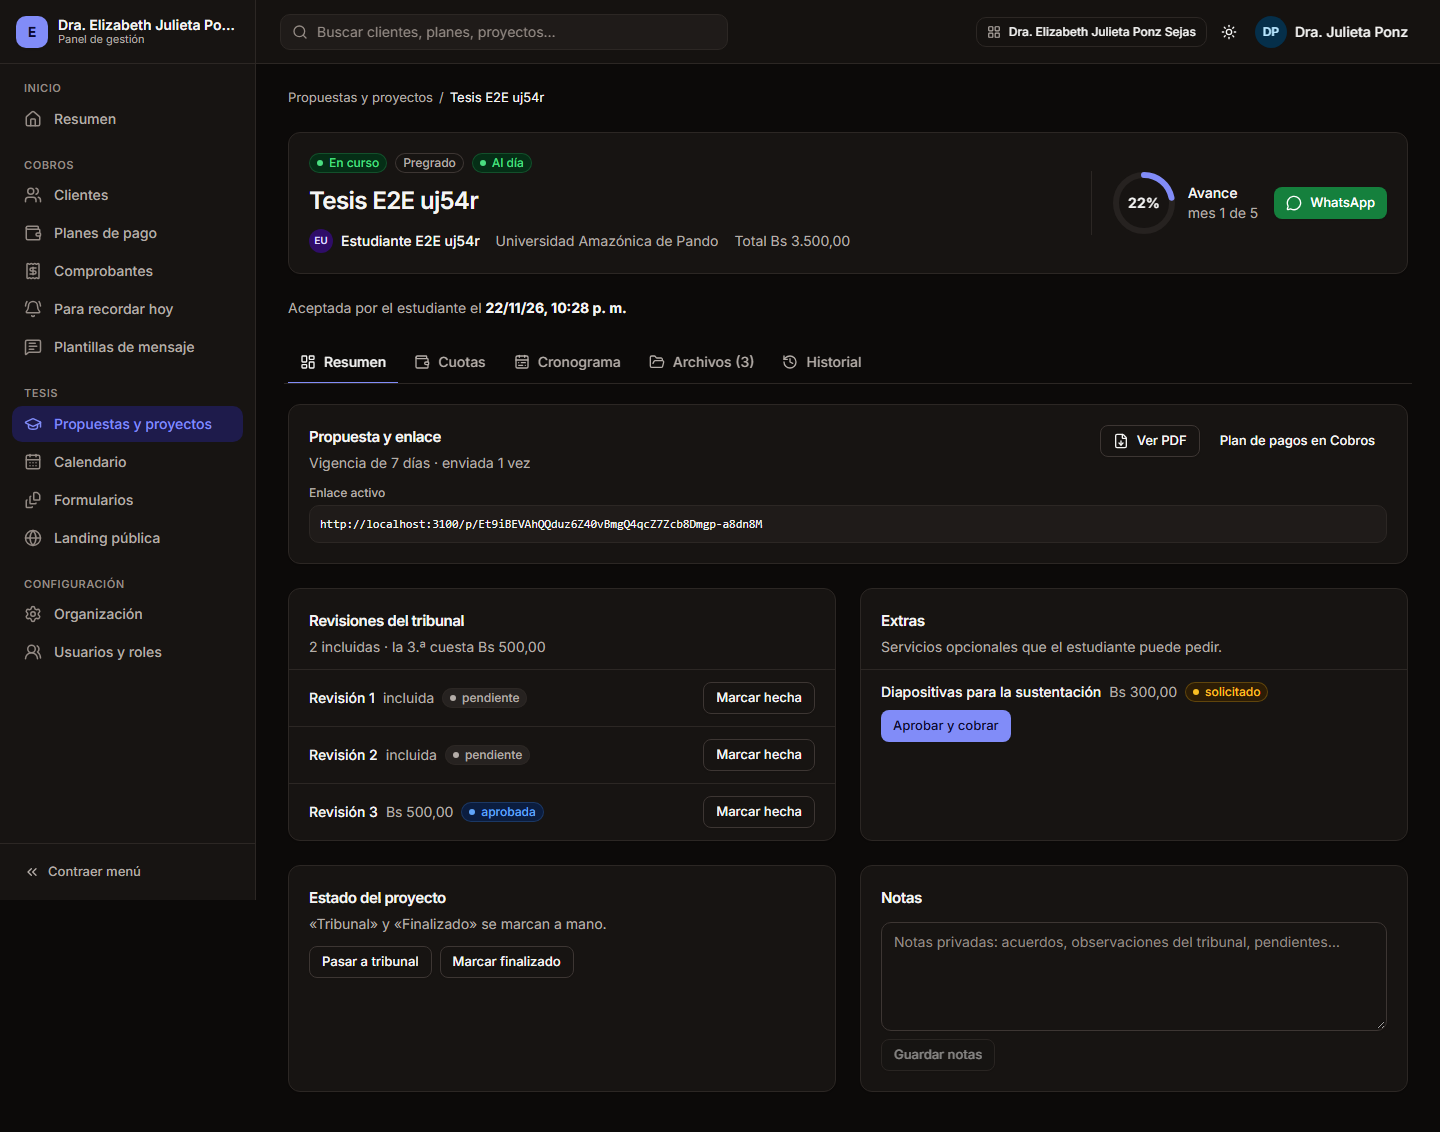 E
Dra. Elizabeth Julieta Po...
Panel de gestión
Buscar clientes, planes, proyectos...
Dra. Elizabeth Julieta Ponz Sejas
DP
Dra. Julieta Ponz
INICIO
Resumen
COBROS
Clientes
Planes de pago
Comprobantes
Para recordar hoy
Plantillas de mensaje
TESIS
Propuestas y proyectos
Calendario
Formularios
Landing pública
CONFIGURACIÓN
Organización
Usuarios y roles
Contraer menú
Propuestas y proyectos / Tesis E2E uj54r
En curso
Pregrado
Al día
Tesis E2E uj54r
EU
Estudiante E2E uj54r
Universidad Amazónica de Pando
Total Bs 3.500,00
22%
Avance
mes 1 de 5
WhatsApp
Aceptada por el estudiante el 22/11/26, 10:28 p. m.
Resumen
Cuotas
Cronograma
Archivos (3)
Historial
Propuesta y enlace
Vigencia de 7 días · enviada 1 vez
Ver PDF
Plan de pagos en Cobros
Enlace activo
http://localhost:3100/p/Et9iBEVAhQQduz6Z40vBmgQ4qcZ7Zcb8Dmgp-a8dn8M
Revisiones del tribunal
2 incluidas · la 3.ª cuesta Bs 500,00
Revisión 1 incluida pendiente Marcar hecha
Revisión 2 incluida pendiente Marcar hecha
Revisión 3 Bs 500,00 aprobada Marcar hecha
Extras
Servicios opcionales que el estudiante puede pedir.
Diapositivas para la sustentación Bs 300,00 solicitado
Aprobar y cobrar
Estado del proyecto
«Tribunal» y «Finalizado» se marcan a mano.
Pasar a tribunal
Marcar finalizado
Notas
Notas privadas: acuerdos, observaciones del tribunal, pendientes...
Guardar notas